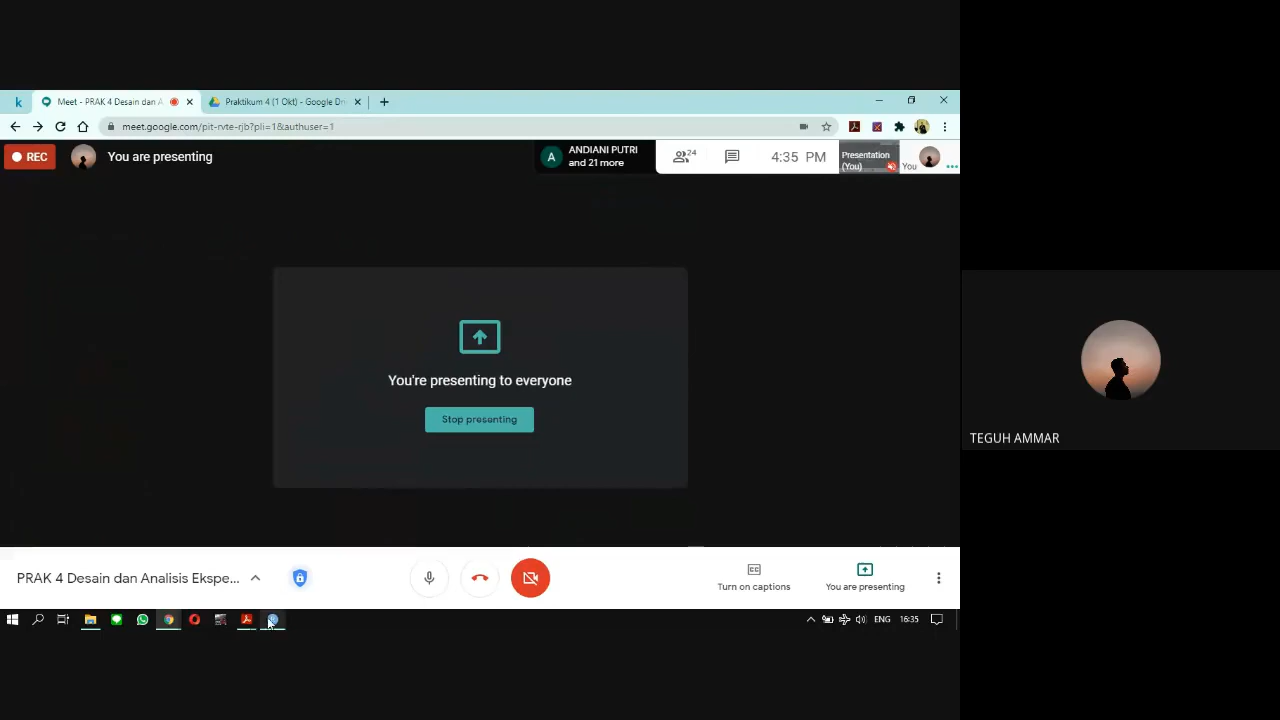 Meet - PRAK 4 Desain dan A
Praktikum 4 (1 Okt) - Google Dr
meet.google.com/pit-rvte-rjb?pli=1&authuser=1
REC
You are presenting
A
ANDIANI PUTRI
and 21 more
24
4:35 PM
Presentation
(You)
You
You're presenting to everyone
Stop presenting
TEGUH AMMAR
PRAK 4 Desain dan Analisis Ekspe...
Turn on captions
You are presenting
ENG
16:35